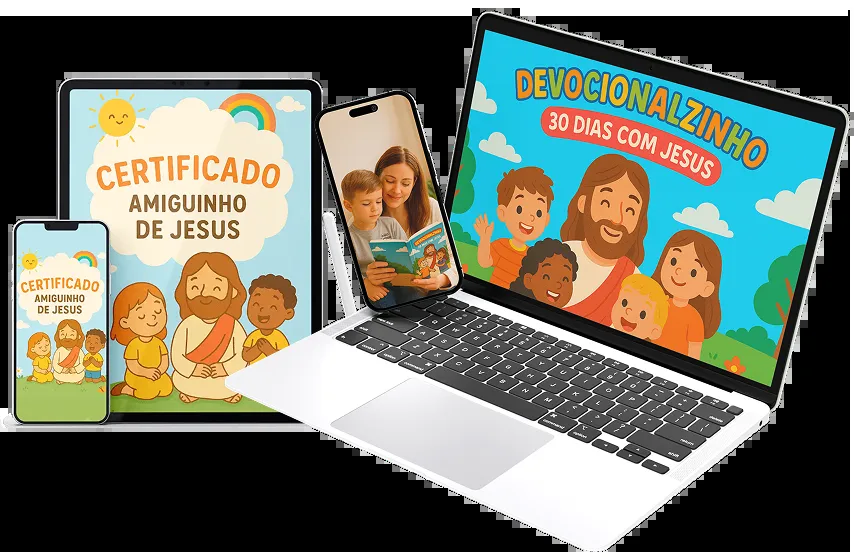 CERTIFICADO
AMIGUINHO
DE JESUS
CERTIFICADO
AMIGUINHO
DE JESUS
DEVOCIONALZINHO
30 DIAS COM JESUS